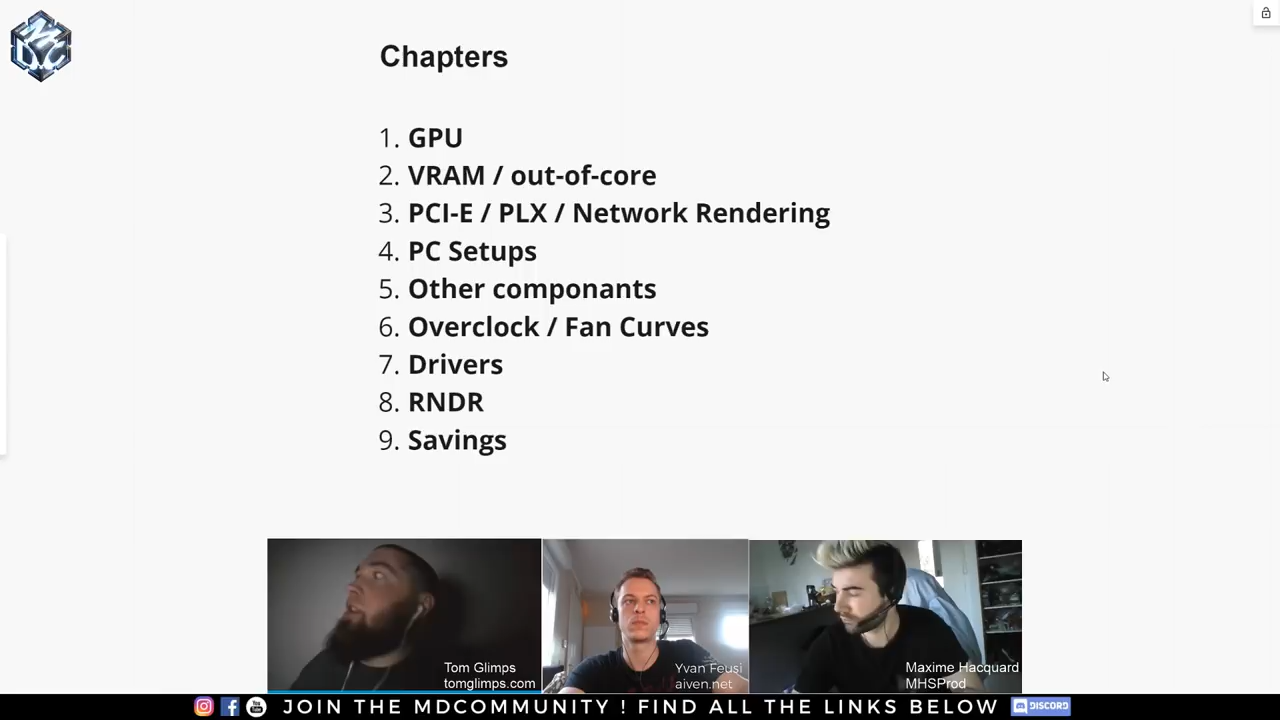 Chapters
1. GPU
2. VRAM / out-of-core
3. PCI-E / PLX / Network Rendering
4. PC Setups
5. Other componants
6. Overclock / Fan Curves
7. Drivers
8. RNDR
9. Savings
Tom Glimps
tomglimps.com
Yvan Feusi
aiven.net
Maxime Hacquard
MHSProd
JOIN THE MDCOMMUNITY ! FIND ALL THE LINKS BELOW
DISCORD